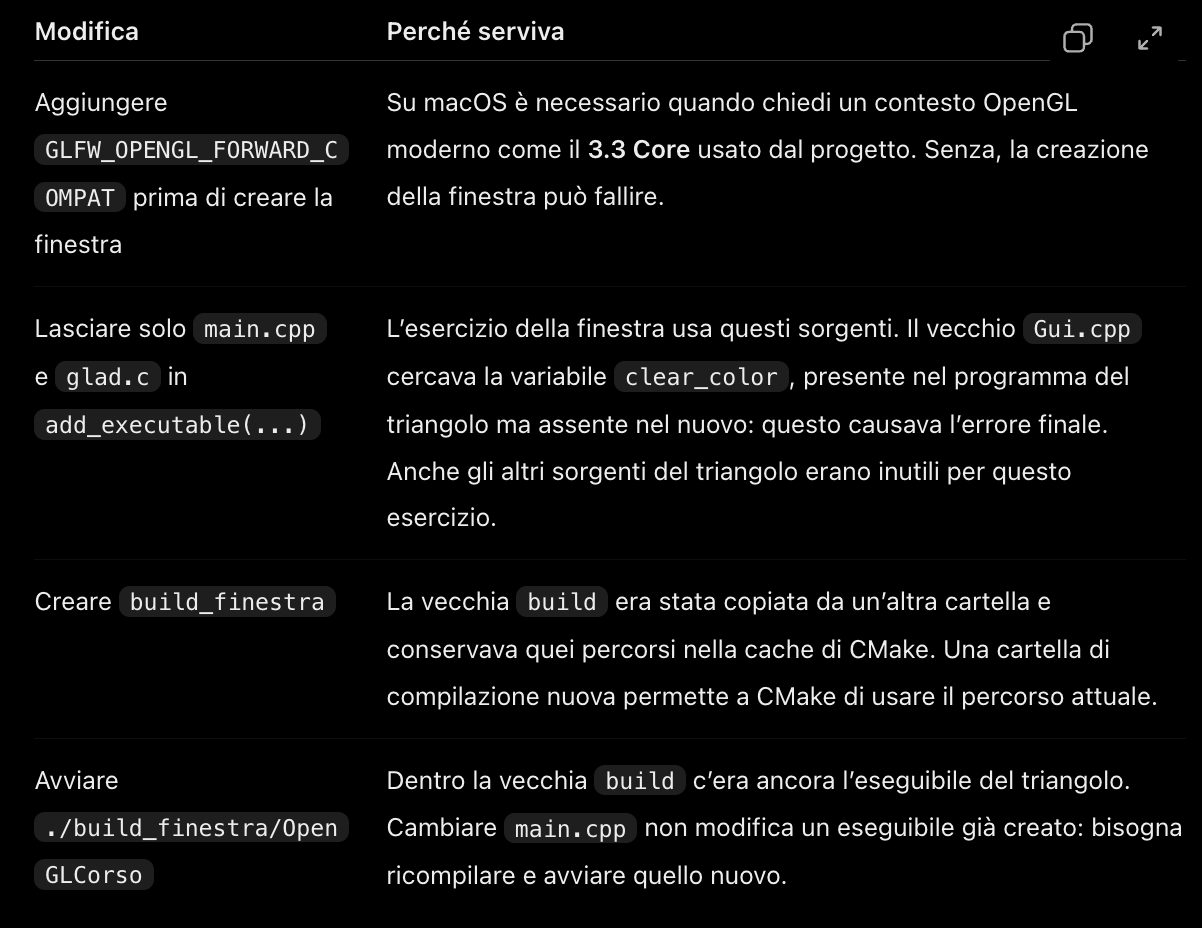 Modifica Perché serviva
Aggiungere
GLFW_OPENGL_FORWARD_C
OMPAT prima di creare la
finestra
Su macOS è necessario quando chiedi un contesto OpenGL
moderno come il 3.3 Core usato dal progetto. Senza, la creazione
della finestra può fallire.
Lasciare solo main.cpp
e glad.c in
add_executable(...)
L’esercizio della finestra usa questi sorgenti. Il vecchio Gui.cpp
cercava la variabile clear_color, presente nel programma del
triangolo ma assente nel nuovo: questo causava l’errore finale.
Anche gli altri sorgenti del triangolo erano inutili per questo
esercizio.
Creare build_finestra
La vecchia build era stata copiata da un’altra cartella e
conservava quei percorsi nella cache di CMake. Una cartella di
compilazione nuova permette a CMake di usare il percorso attuale.
Avviare
./build_finestra/Open
GLCorso
Dentro la vecchia build c’era ancora l’eseguibile del triangolo.
Cambiare main.cpp non modifica un eseguibile già creato: bisogna
ricompilare e avviare quello nuovo.